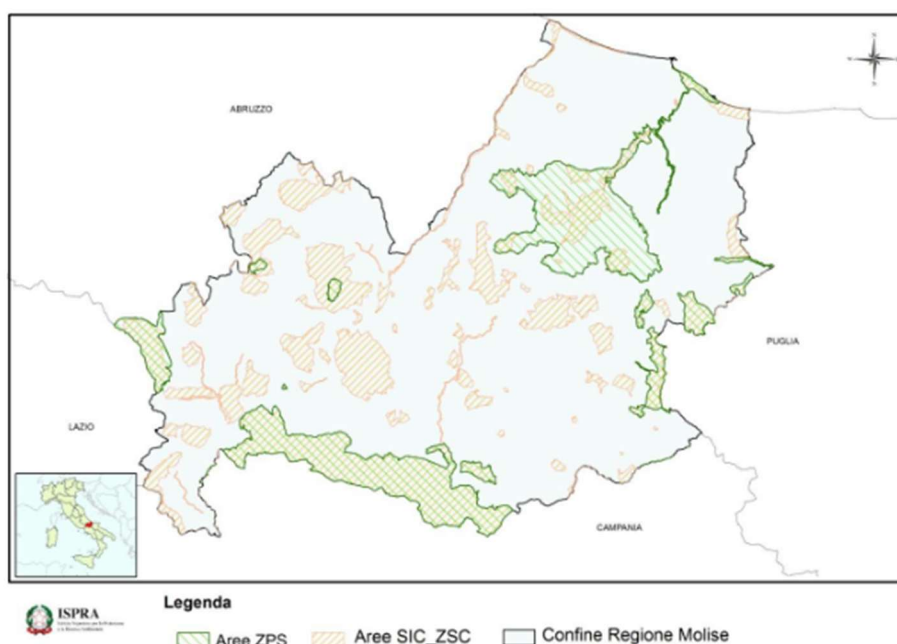 ABRUZZO
PUGLIA
LAZIO
CAMPANIA
Legenda
ISPRA
Aree ZPS
Aree SIC_ZSC
Confine Regione Molise